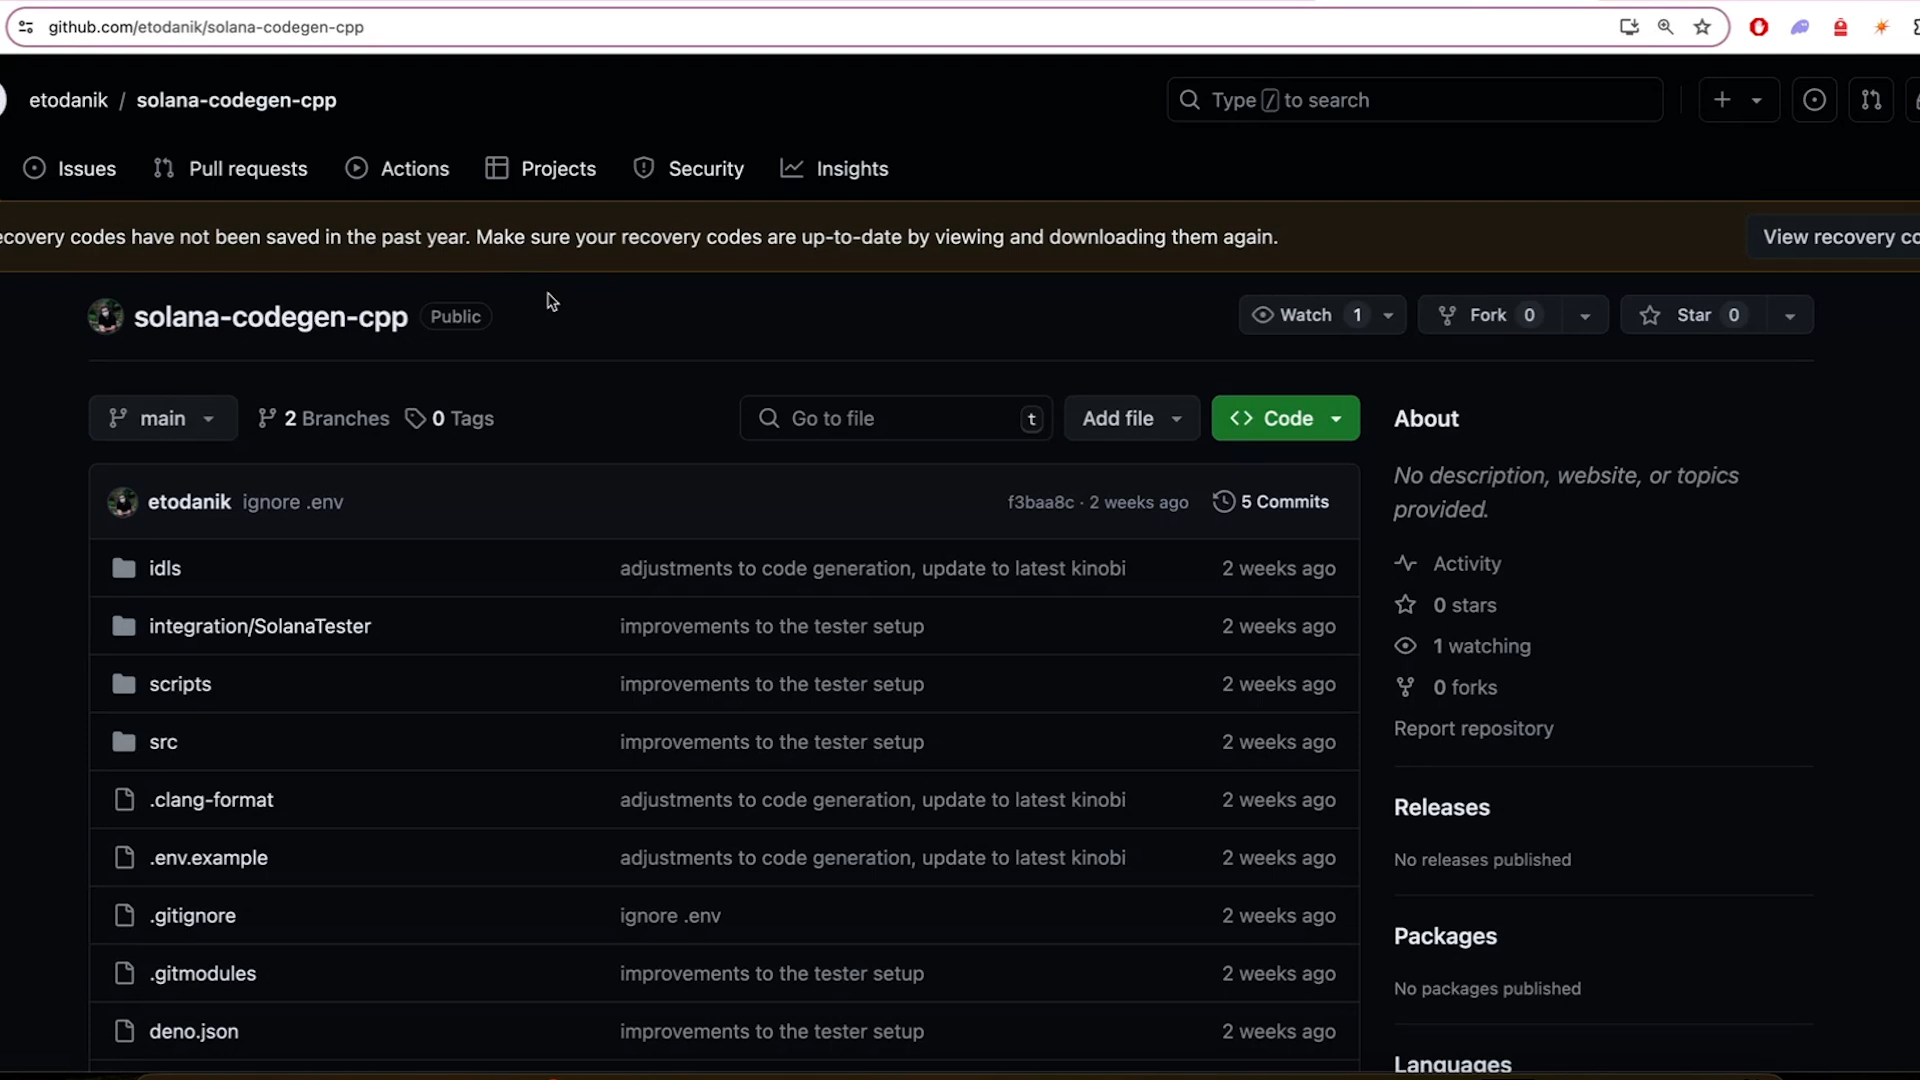 github.com/etodanik/solana-codegen-cpp
etodanik / solana-codegen-cpp
Type / to search
Issues Pull requests Actions Projects Security Insights
ecovery codes have not been saved in the past year. Make sure your recovery codes are up-to-date by viewing and downloading them again.
View recovery co
solana-codegen-cpp Public
Watch 1 Fork 0 Star 0
main 2 Branches 0 Tags
Go to file t
Add file
<> Code
About
No description, website, or topics
provided.
etodanik ignore .env f3baa8c · 2 weeks ago 5 Commits
idls adjustments to code generation, update to latest kinobi 2 weeks ago
integration/SolanaTester improvements to the tester setup 2 weeks ago
scripts improvements to the tester setup 2 weeks ago
src improvements to the tester setup 2 weeks ago
.clang-format adjustments to code generation, update to latest kinobi 2 weeks ago
.env.example adjustments to code generation, update to latest kinobi 2 weeks ago
.gitignore ignore .env 2 weeks ago
.gitmodules improvements to the tester setup 2 weeks ago
deno.json improvements to the tester setup 2 weeks ago
Activity
0 stars
1 watching
0 forks
Report repository
Releases
No releases published
Packages
No packages published
Languages